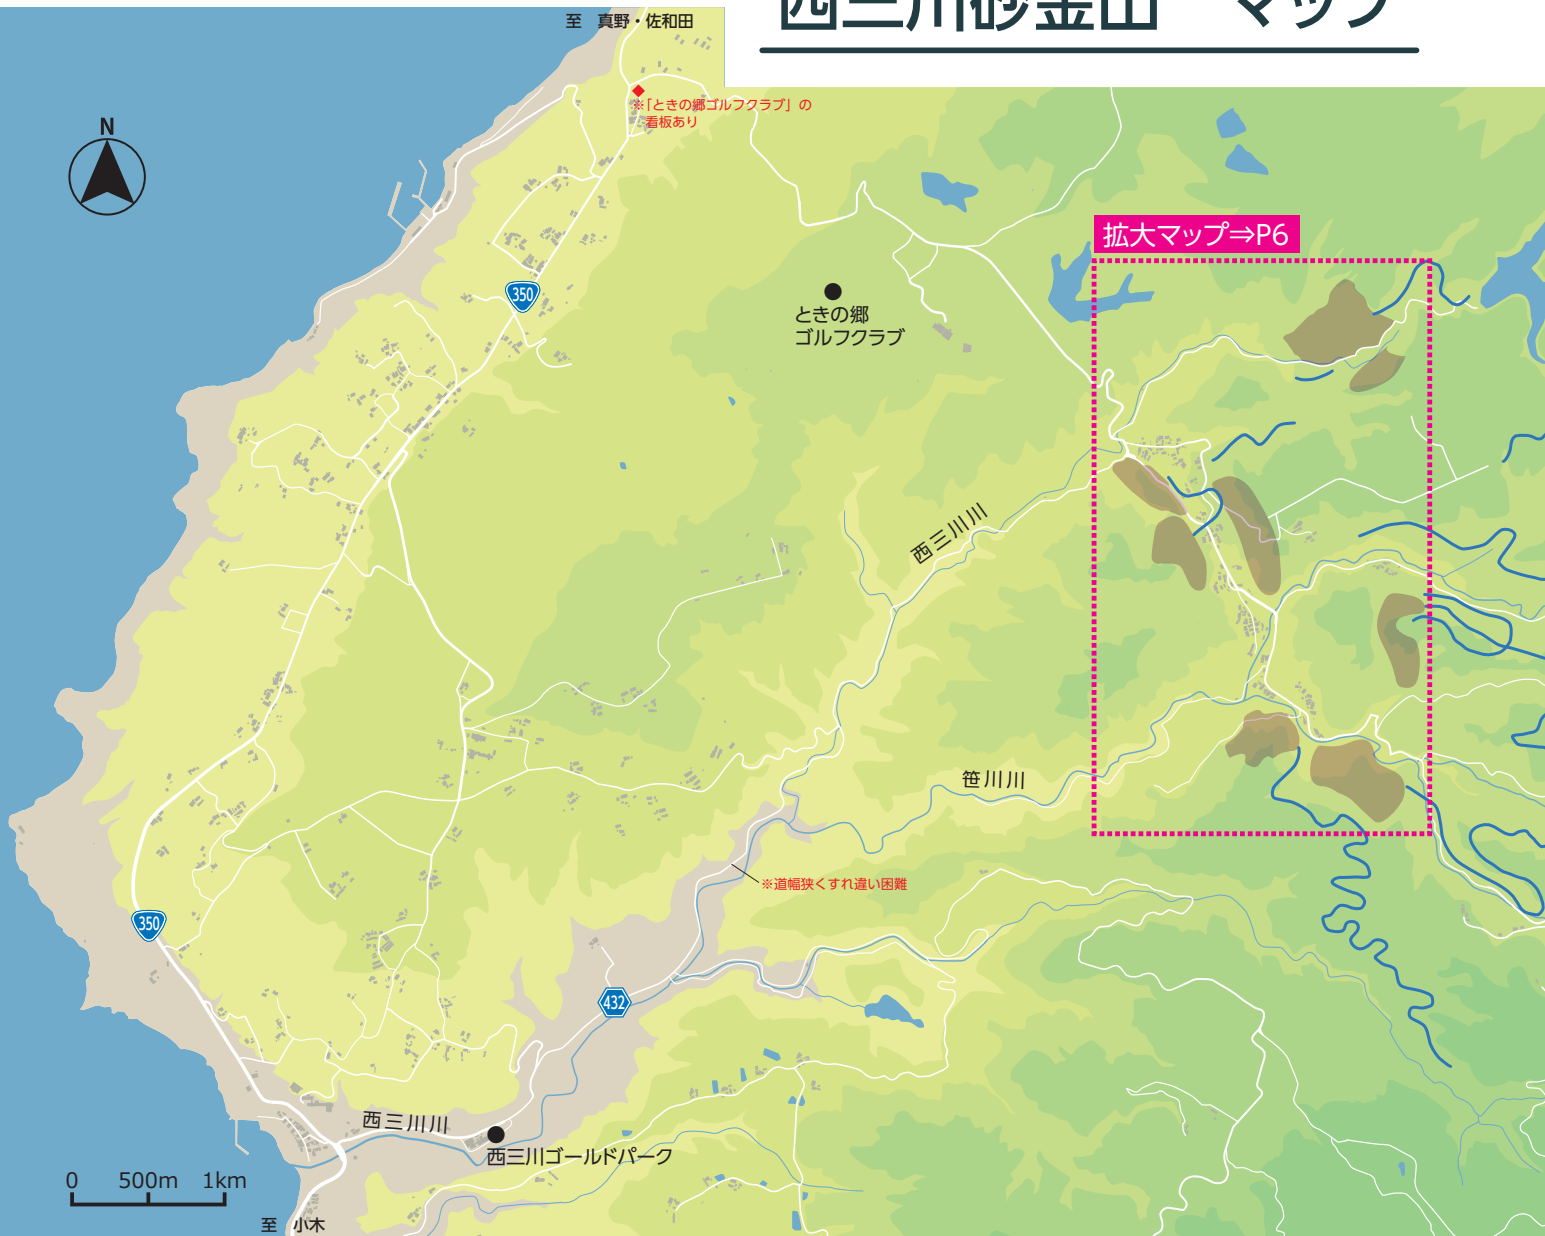 西三川砂金山 マップ
至 真野・佐和田
※「ときの郷ゴルフクラブ」の
看板あり
N
拡大マップ⇒P6
350
ときの郷
ゴルフクラブ
西三川川
笹川川
※道幅狭くすれ違い困難
350
432
西三川川
西三川ゴールドパーク
0 500m 1km
至 小木